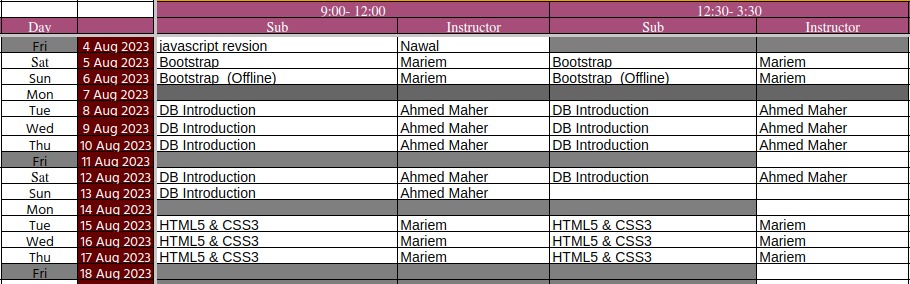 9:00- 12:00 12:30- 3:30
Day Sub Instructor Sub Instructor
Fri 4 Aug 2023 javascript revsion Nawal
Sat 5 Aug 2023 Bootstrap Mariem Bootstrap Mariem
Sun 6 Aug 2023 Bootstrap (Offline) Mariem Bootstrap (Offline) Mariem
Mon 7 Aug 2023
Tue 8 Aug 2023 DB Introduction Ahmed Maher DB Introduction Ahmed Maher
Wed 9 Aug 2023 DB Introduction Ahmed Maher DB Introduction Ahmed Maher
Thu 10 Aug 2023 DB Introduction Ahmed Maher DB Introduction Ahmed Maher
Fri 11 Aug 2023
Sat 12 Aug 2023 DB Introduction Ahmed Maher DB Introduction Ahmed Maher
Sun 13 Aug 2023 DB Introduction Ahmed Maher
Mon 14 Aug 2023
Tue 15 Aug 2023 HTML5 & CSS3 Mariem HTML5 & CSS3 Mariem
Wed 16 Aug 2023 HTML5 & CSS3 Mariem HTML5 & CSS3 Mariem
Thu 17 Aug 2023 HTML5 & CSS3 Mariem HTML5 & CSS3 Mariem
Fri 18 Aug 2023